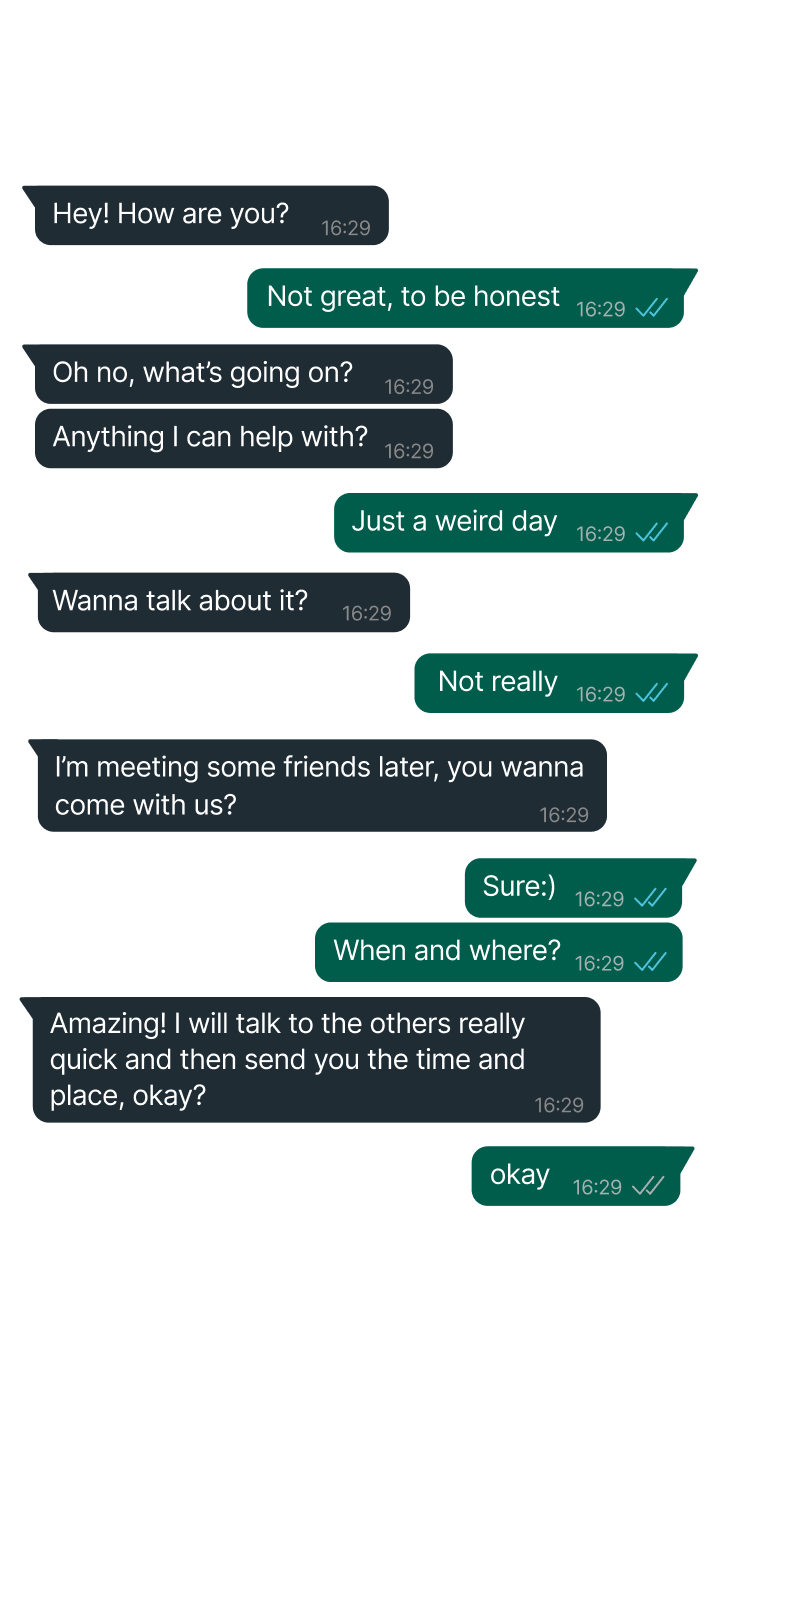 Hey! How are you?
16:29
Not great, to be honest
16:29
Oh no, what’s going on?
16:29
Anything I can help with?
16:29
Just a weird day
16:29
Wanna talk about it?
16:29
Not really
16:29
I’m meeting some friends later, you wanna
come with us?
16:29
Sure:)
16:29
When and where?
16:29
Amazing! I will talk to the others really
quick and then send you the time and
place, okay?
16:29
okay
16:29